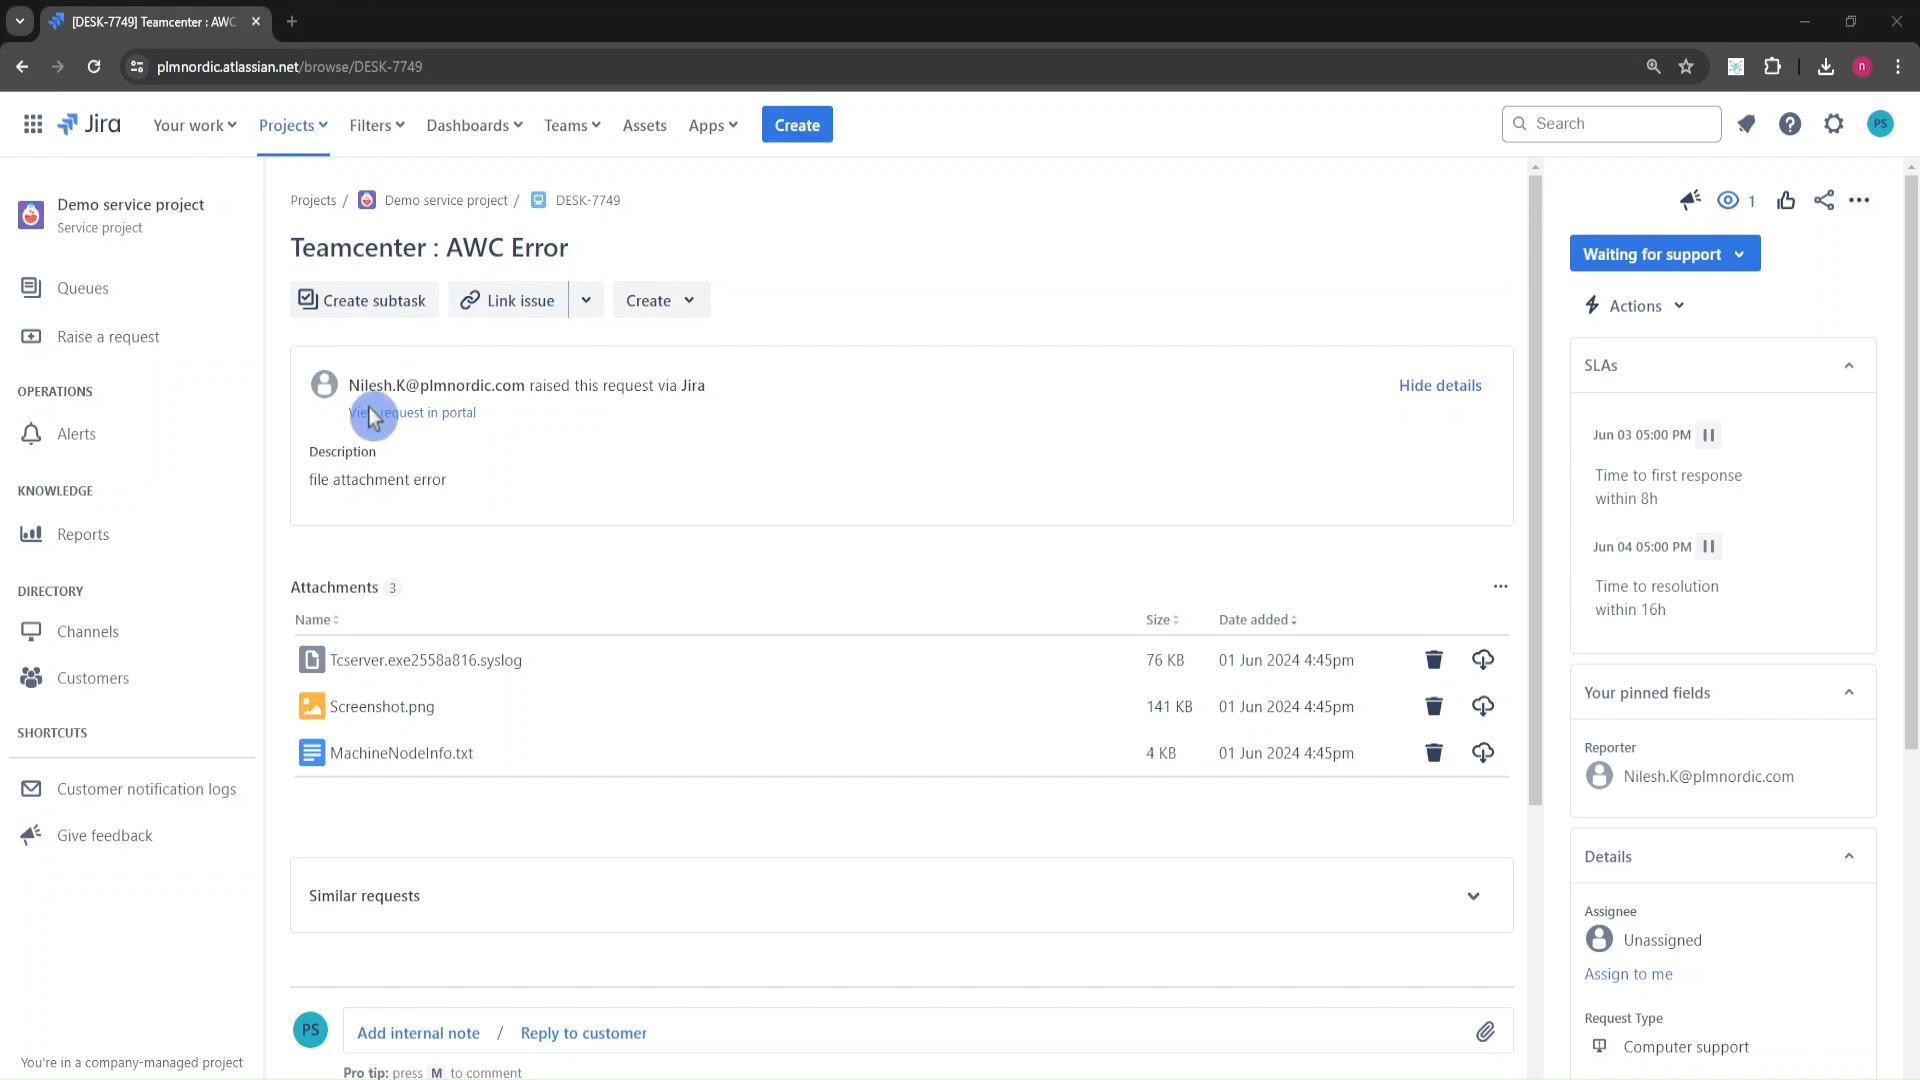 [DESK-7749] Teamcenter : AWC
plmnordic.atlassian.net/browse/DESK-7749
n
Jira
Your work
Projects
Filters
Dashboards
Teams
Assets
Apps
Create
Search
PS
Demo service project
Service project
Queues
Raise a request
OPERATIONS
Alerts
KNOWLEDGE
Reports
DIRECTORY
Channels
Customers
SHORTCUTS
Customer notification logs
Give feedback
You're in a company-managed project
Projects / Demo service project / DESK-7749
Teamcenter : AWC Error
Create subtask
Link issue
Create
Nilesh.K@plmnordic.com raised this request via Jira
Hide details
View request in portal
Description
file attachment error
Attachments 3
Name Size Date added
Tcserver.exe2558a816.syslog 76 KB 01 Jun 2024 4:45pm
Screenshot.png 141 KB 01 Jun 2024 4:45pm
MachineNodeInfo.txt 4 KB 01 Jun 2024 4:45pm
Similar requests
PS
Add internal note / Reply to customer
Pro tip: press M to comment
1
Waiting for support
Actions
SLAs
Jun 03 05:00 PM
Time to first response
within 8h
Jun 04 05:00 PM
Time to resolution
within 16h
Your pinned fields
Reporter
Nilesh.K@plmnordic.com
Details
Assignee
Unassigned
Assign to me
Request Type
Computer support